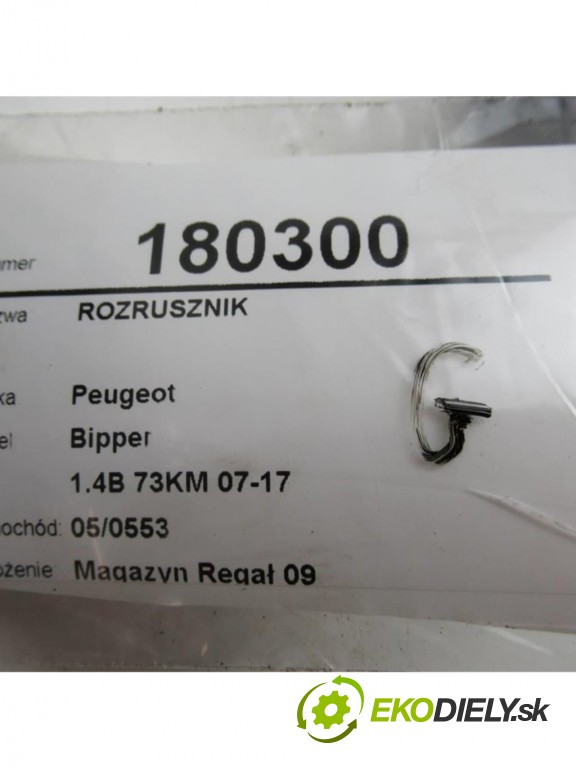 umer 180300
zwa ROZRUSZNIK
ka Peugeot
el Bipper
1.4B 73KM 07-17
ochód: 05/0553
ożenie Magazyn Regał 09
G
EKODIELY.sk